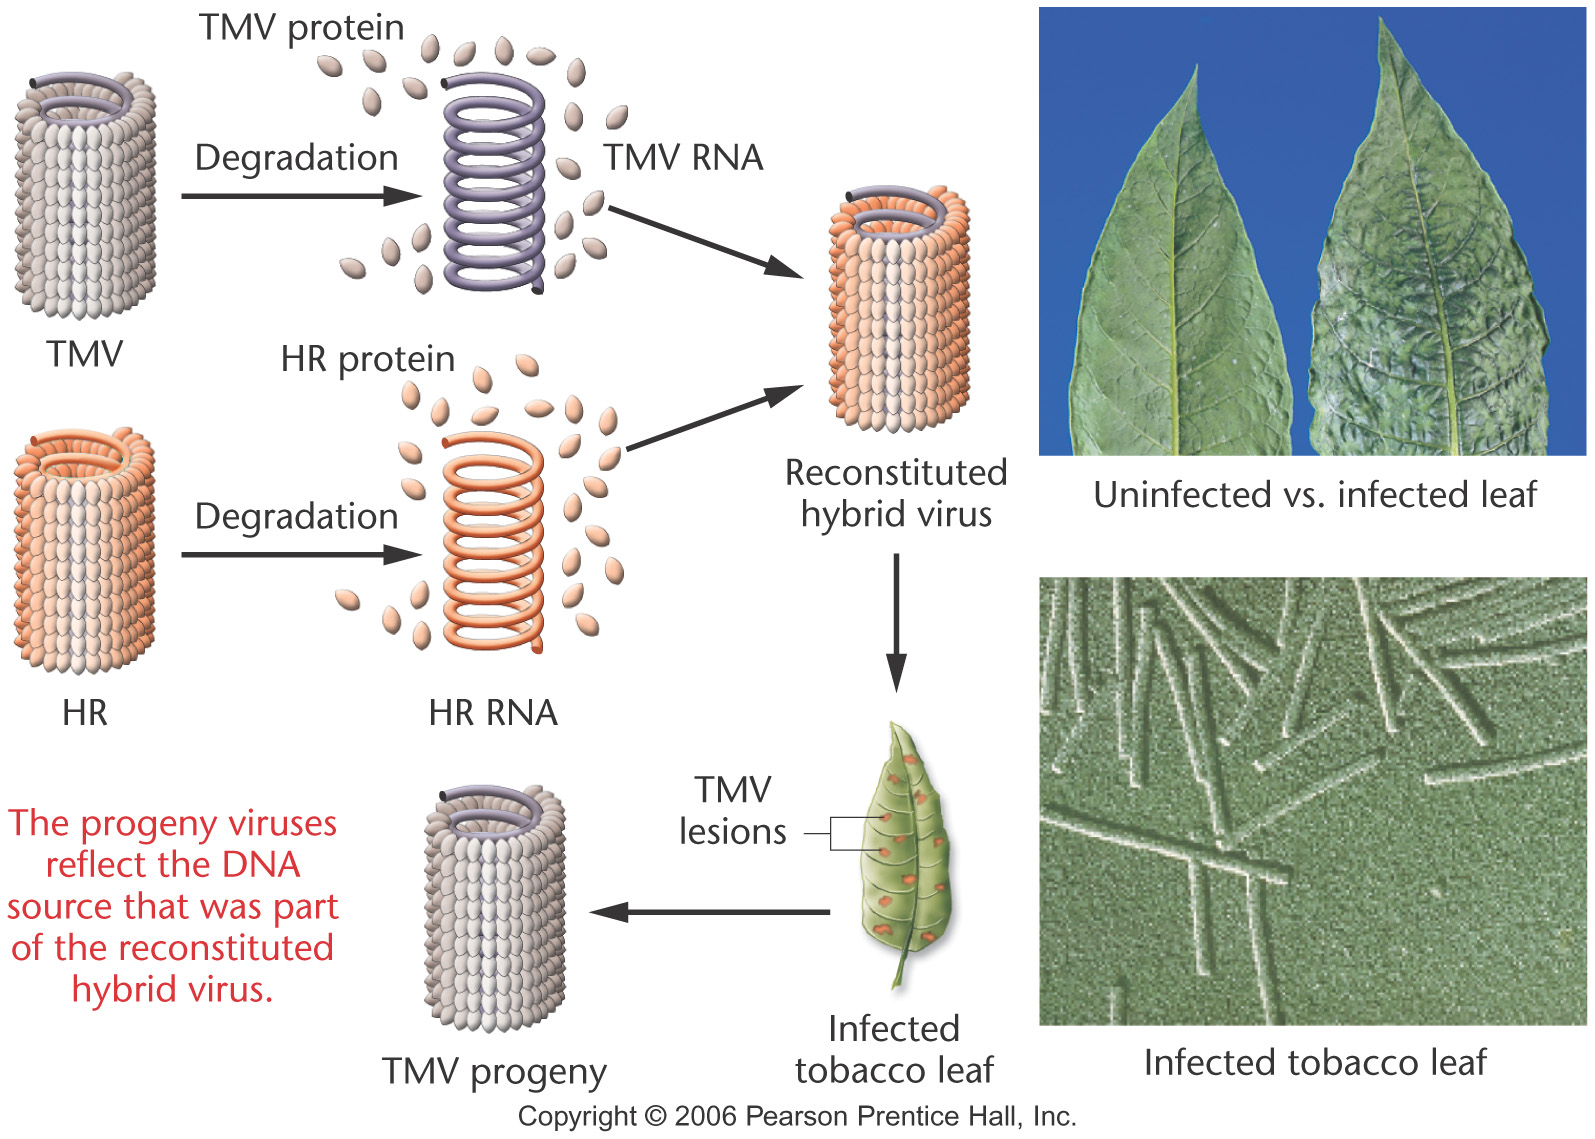 TMV protein
Degradation
TMV RNA
TMV
HR protein
Degradation
HR
HR RNA
Reconstituted
hybrid virus
TMV
lesions
Infected
tobacco leaf
TMV progeny
The progeny viruses
reflect the DNA
source that was part
of the reconstituted
hybrid virus.
Uninfected vs. infected leaf
Infected tobacco leaf
Copyright © 2006 Pearson Prentice Hall, Inc.